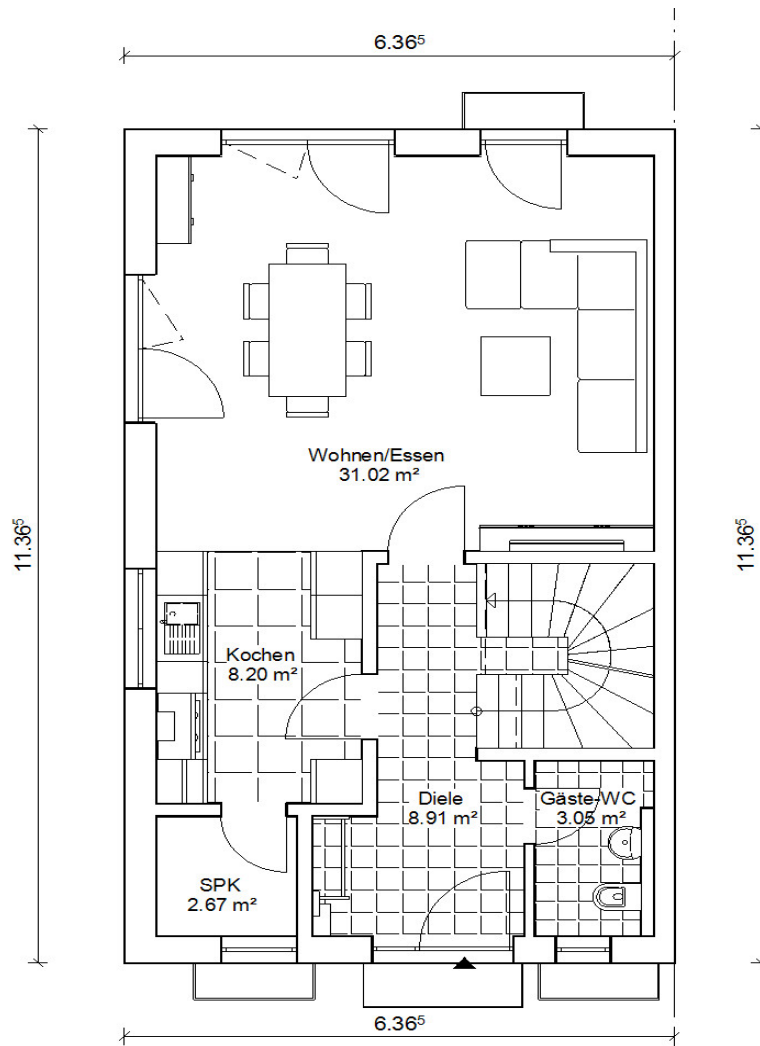 6.36⁵
11.36⁵
11.36⁵
Wohnen/Essen
31.02 m²
Kochen
8.20 m²
Diele
8.91 m²
Gäste-WC
3.05 m²
SPK
2.67 m²
6.36⁵